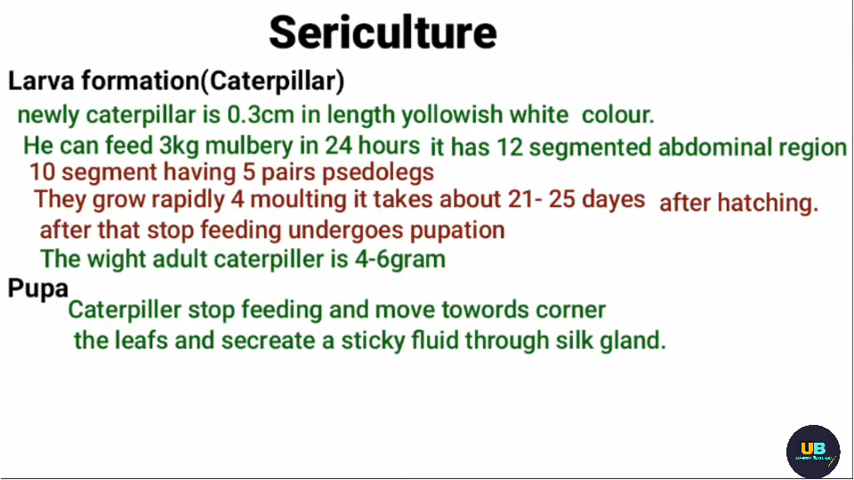 Sericulture
Larva formation(Caterpillar)
newly caterpillar is 0.3cm in length yollowish white colour.
He can feed 3kg mulbery in 24 hours it has 12 segmented abdominal region
10 segment having 5 pairs psedolegs
They grow rapidly 4 moulting it takes about 21- 25 dayes after hatching.
after that stop feeding undergoes pupation
The wight adult caterpiller is 4-6gram
Pupa
Caterpiller stop feeding and move towords corner
the leafs and secreate a sticky fluid through silk gland.
UB